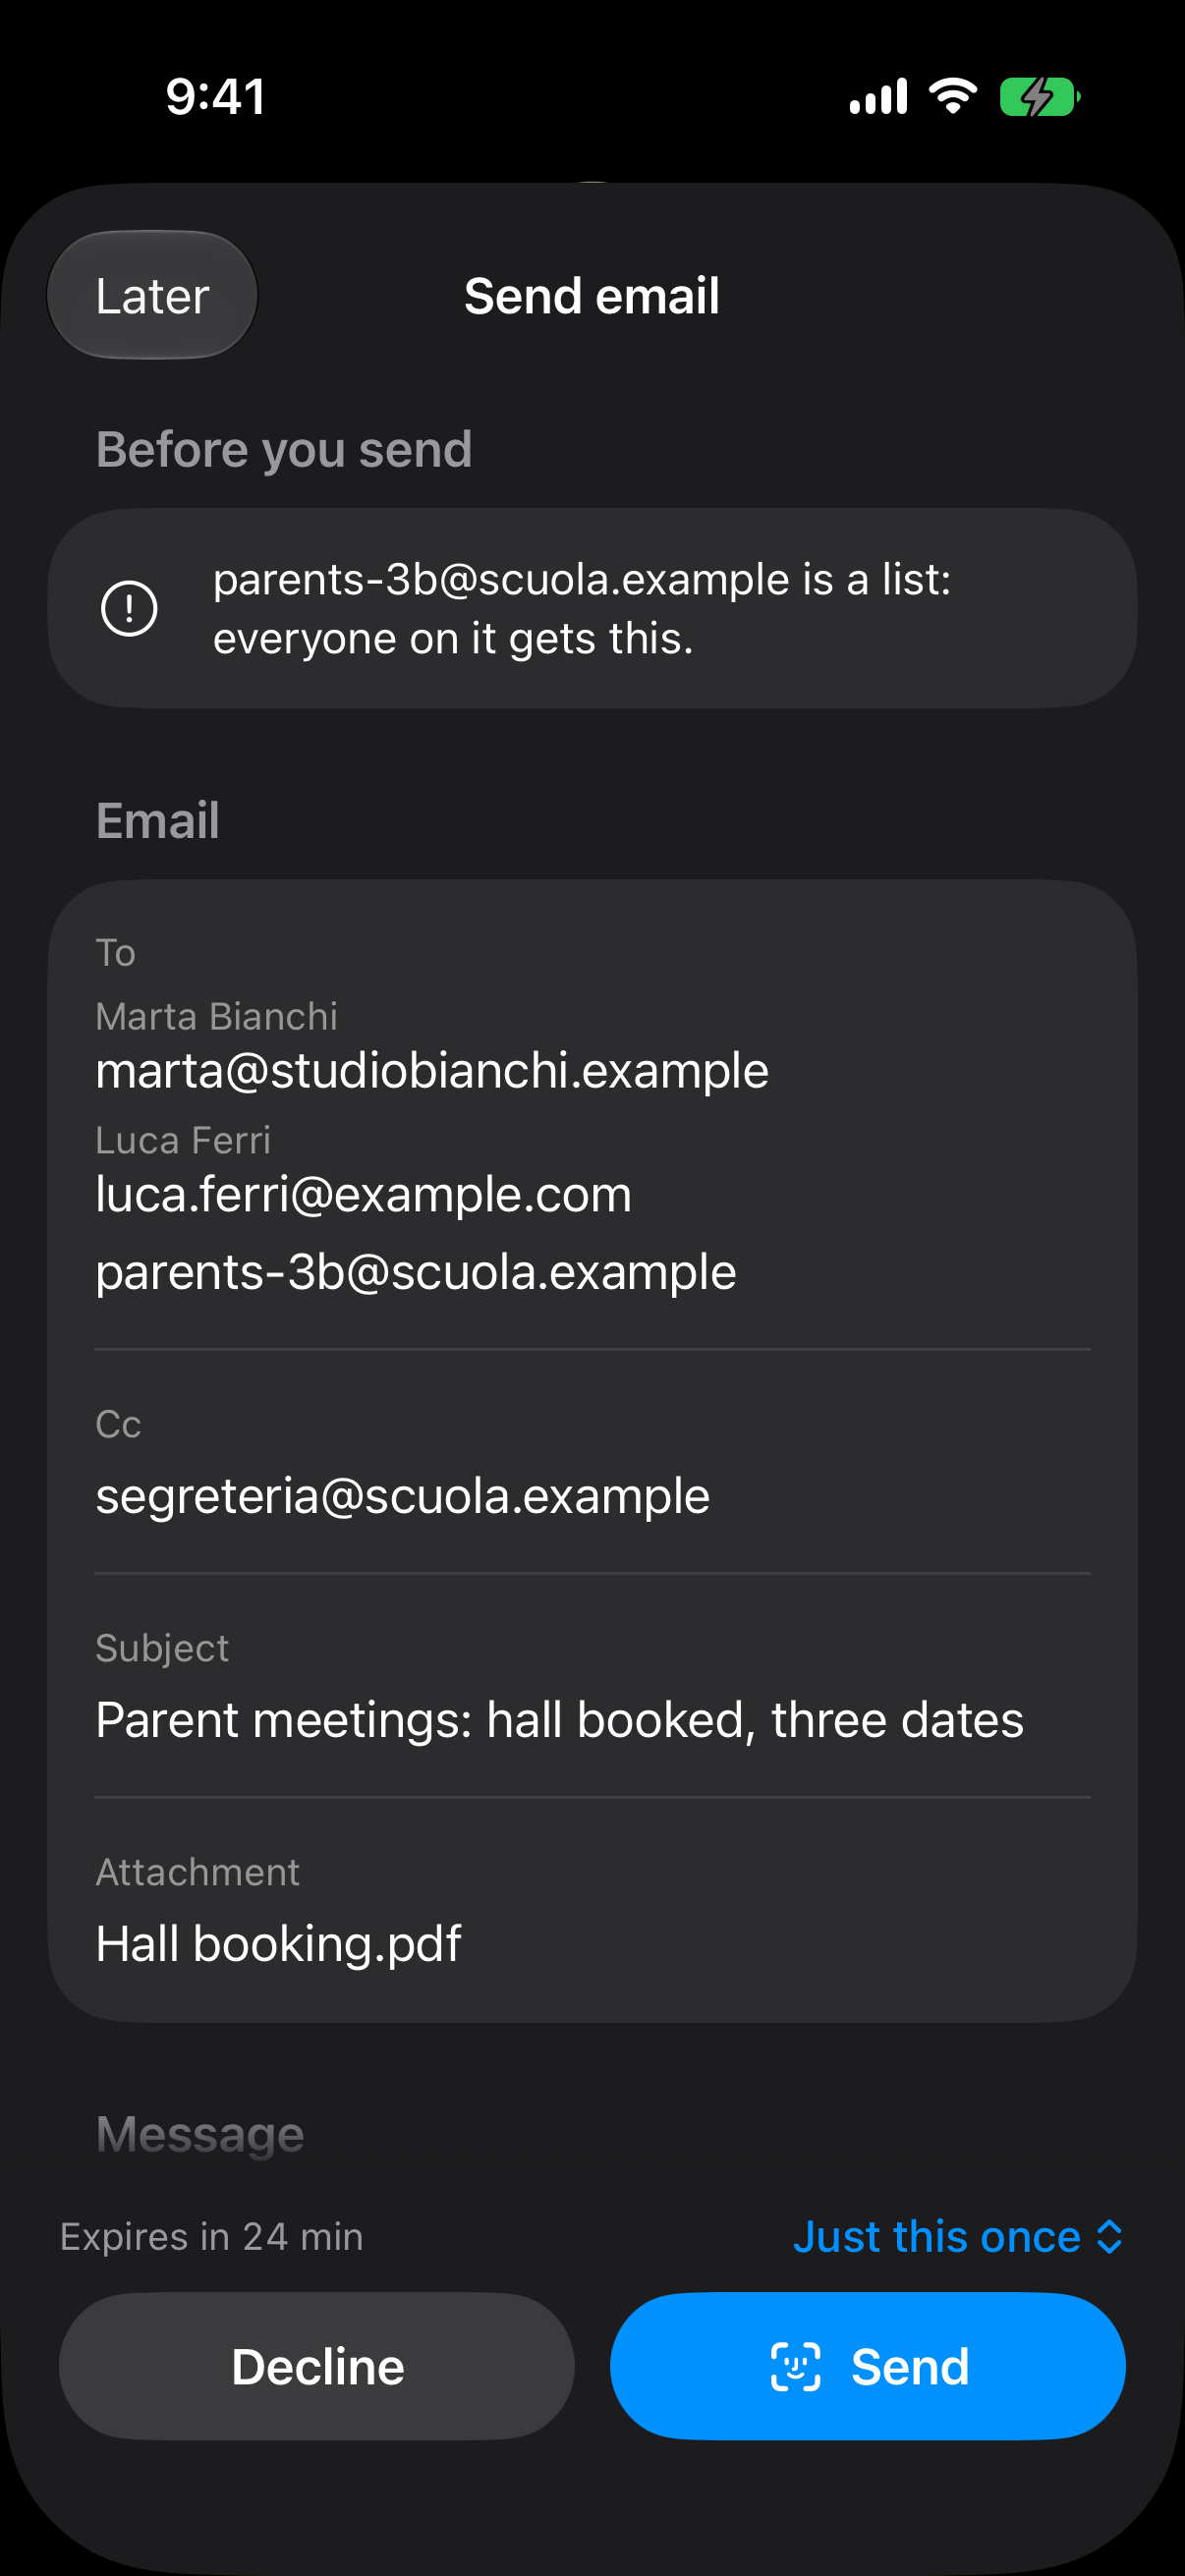 9:41
Later
Send email
Before you send
parents-3b@scuola.example is a list:
everyone on it gets this.
Email
To
Marta Bianchi
marta@studiobianchi.example
Luca Ferri
luca.ferri@example.com
parents-3b@scuola.example
Cc
segreteria@scuola.example
Subject
Parent meetings: hall booked, three dates
Attachment
Hall booking.pdf
Message
Expires in 24 min
Just this once
Decline
Send